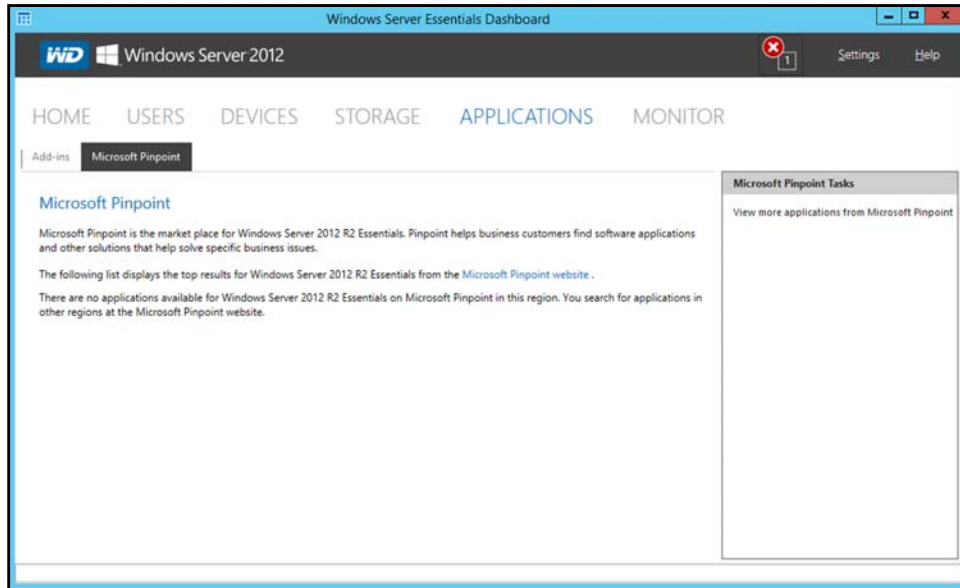 Windows Server Essentials Dashboard
WD Windows Server 2012
1
Settings Help
HOME USERS DEVICES STORAGE APPLICATIONS MONITOR
Add-ins Microsoft Pinpoint
Microsoft Pinpoint
Microsoft Pinpoint is the market place for Windows Server 2012 R2 Essentials. Pinpoint helps business customers find software applications
and other solutions that help solve specific business issues.
The following list displays the top results for Windows Server 2012 R2 Essentials from the Microsoft Pinpoint website .
There are no applications available for Windows Server 2012 R2 Essentials on Microsoft Pinpoint in this region. You search for applications in
other regions at the Microsoft Pinpoint website.
Microsoft Pinpoint Tasks
View more applications from Microsoft Pinpoint